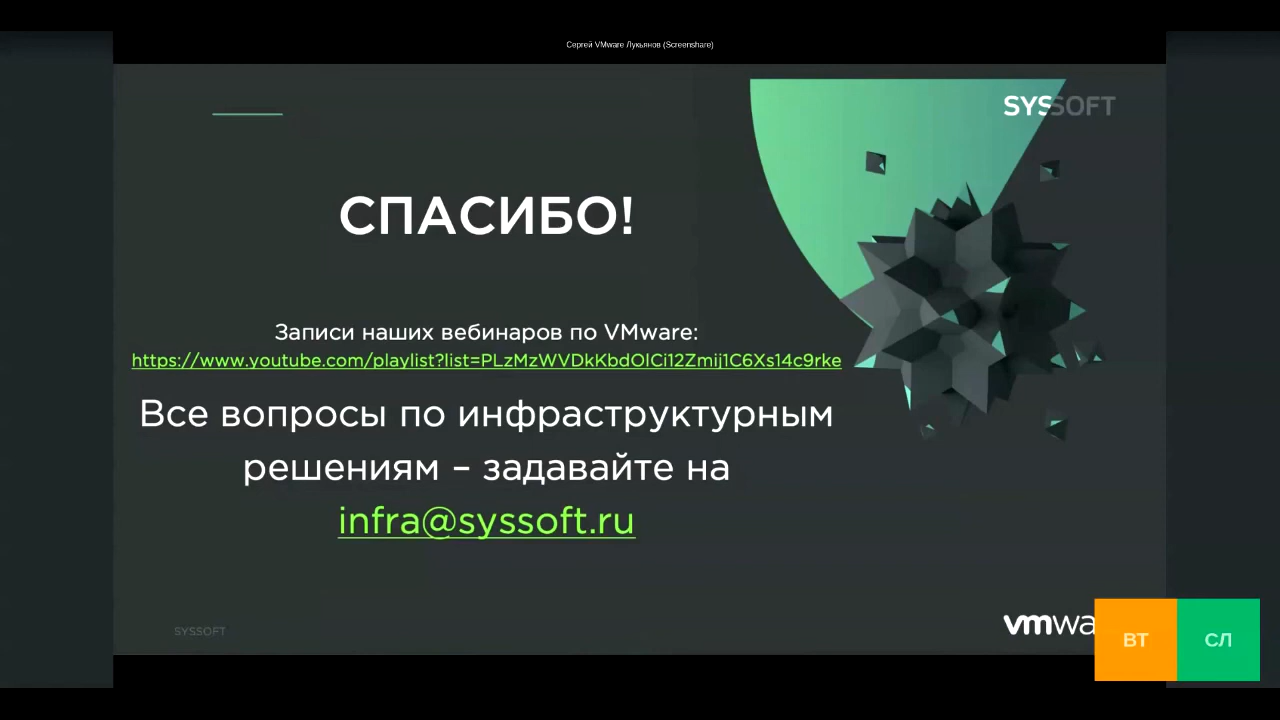 Сергей VMware Лукьянов (Screenshare)
SYSSOFT
СПАСИБО!
Записи наших вебинаров по VMware:
https://www.youtube.com/playlist?list=PLzMzWVDkKbdOICi12Zmij1C6Xs14c9rke
Все вопросы по инфраструктурным
решениям – задавайте на
infra@syssoft.ru
SYSSOFT
vmwa
ВТ СЛ